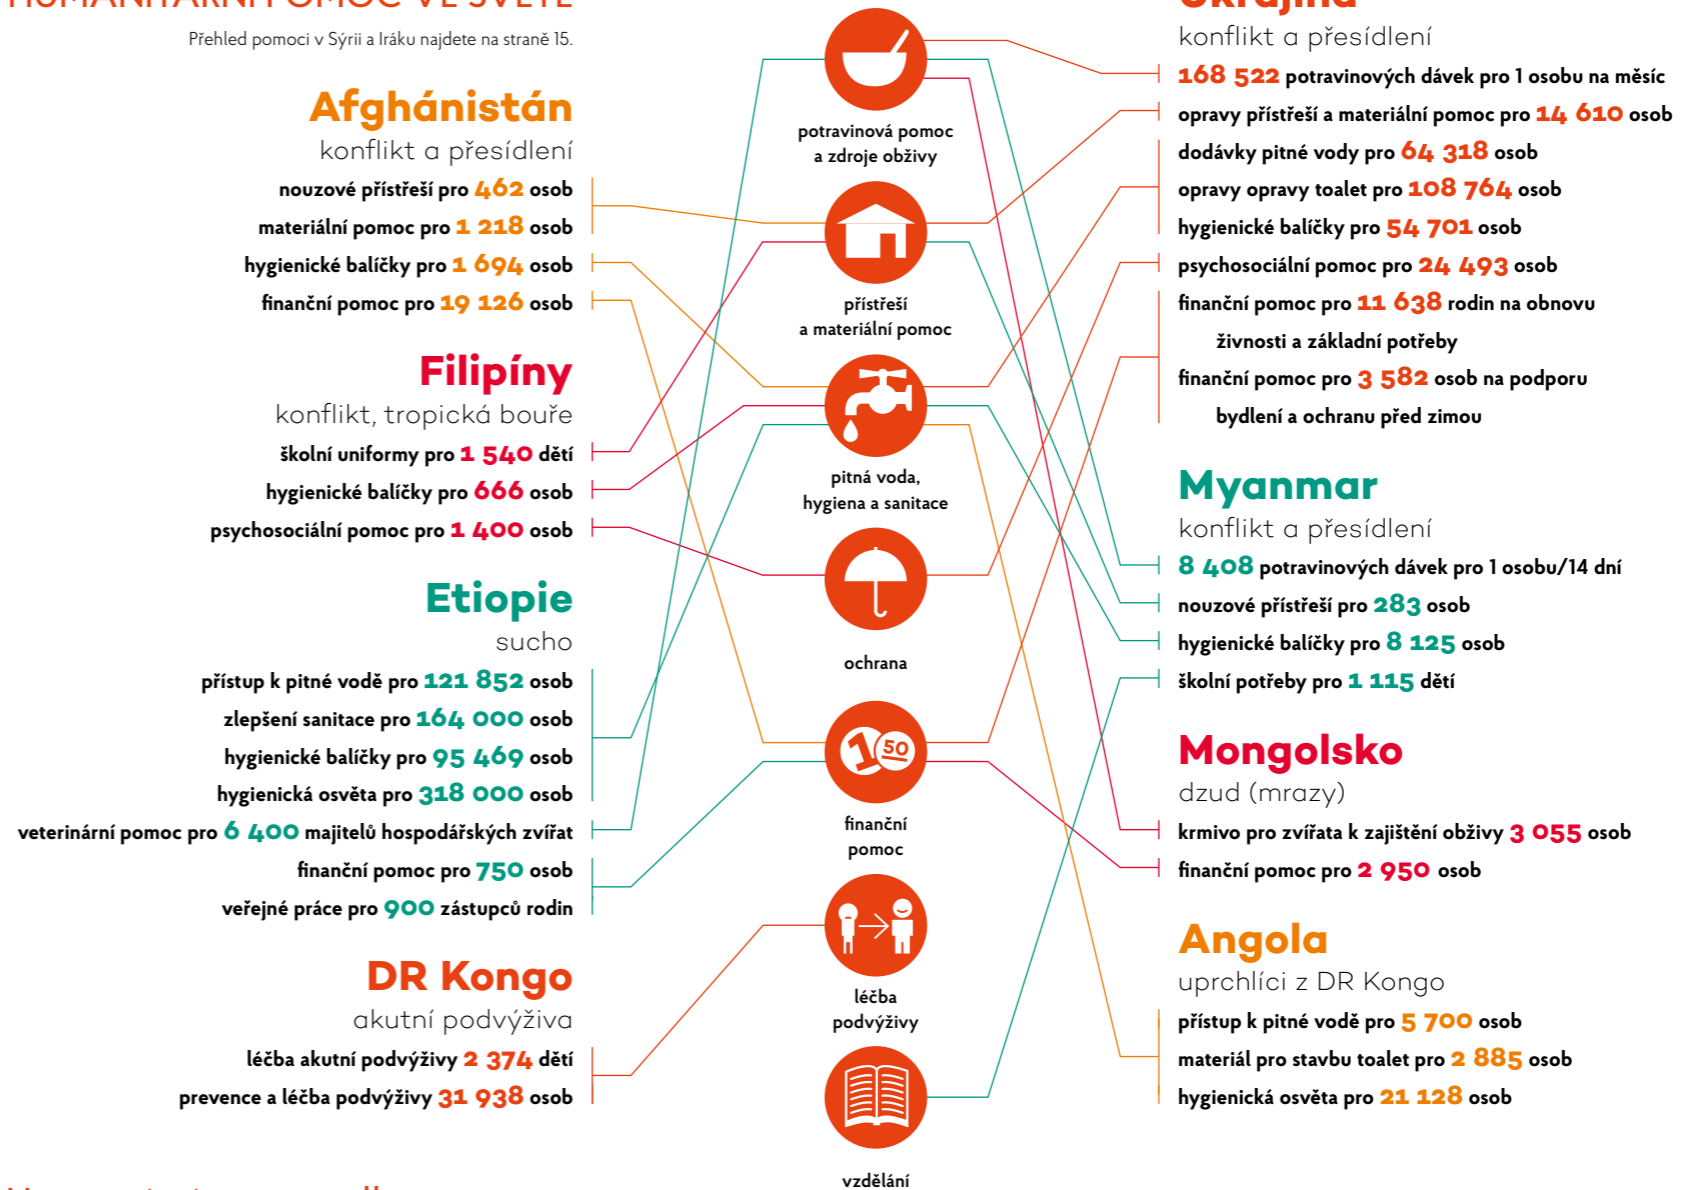 HUMANITÁRNÍ POMOC VE SVĚTĚ
Přehled pomoci v Sýrii a Iráku najdete na straně 15.
Afghánistán
konflikt a přesídlení
nouzové přístřeší pro 462 osob
materiální pomoc pro 1 218 osob
hygienické balíčky pro 1 694 osob
finanční pomoc pro 19 126 osob
Filipíny
konflikt, tropická bouře
školní uniformy pro 1 540 dětí
hygienické balíčky pro 666 osob
psychosociální pomoc pro 1 400 osob
Etiopie
sucho
přístup k pitné vodě pro 121 852 osob
zlepšení sanitace pro 164 000 osob
hygienické balíčky pro 95 469 osob
hygienická osvěta pro 318 000 osob
veterinární pomoc pro 6 400 majitelů hospodářských zvířat
finanční pomoc pro 750 osob
veřejné práce pro 900 zástupců rodin
DR Kongo
akutní podvýživa
léčba akutní podvýživy 2 374 dětí
prevence a léčba podvýživy 31 938 osob
potravinová pomoc
a zdroje obživy
přístřeší
a materiální pomoc
pitná voda,
hygiena a sanitace
ochrana
1 50
finanční
pomoc
léčba
podvýživy
vzdělání
Ukrajina
konflikt a přesídlení
168 522 potravinových dávek pro 1 osobu na měsíc
opravy přístřeší a materiální pomoc pro 14 610 osob
dodávky pitné vody pro 64 318 osob
opravy opravy toalet pro 108 764 osob
hygienické balíčky pro 54 701 osob
psychosociální pomoc pro 24 493 osob
finanční pomoc pro 11 638 rodin na obnovu
živnosti a základní potřeby
finanční pomoc pro 3 582 osob na podporu
bydlení a ochranu před zimou
Myanmar
konflikt a přesídlení
8 408 potravinových dávek pro 1 osobu/14 dní
nouzové přístřeší pro 283 osob
hygienické balíčky pro 8 125 osob
školní potřeby pro 1 115 dětí
Mongolsko
dzud (mrazy)
krmivo pro zvířata k zajištění obživy 3 055 osob
finanční pomoc pro 2 950 osob
Angola
uprchlíci z DR Kongo
přístup k pitné vodě pro 5 700 osob
materiál pro stavbu toalet pro 2 885 osob
hygienická osvěta pro 21 128 osob